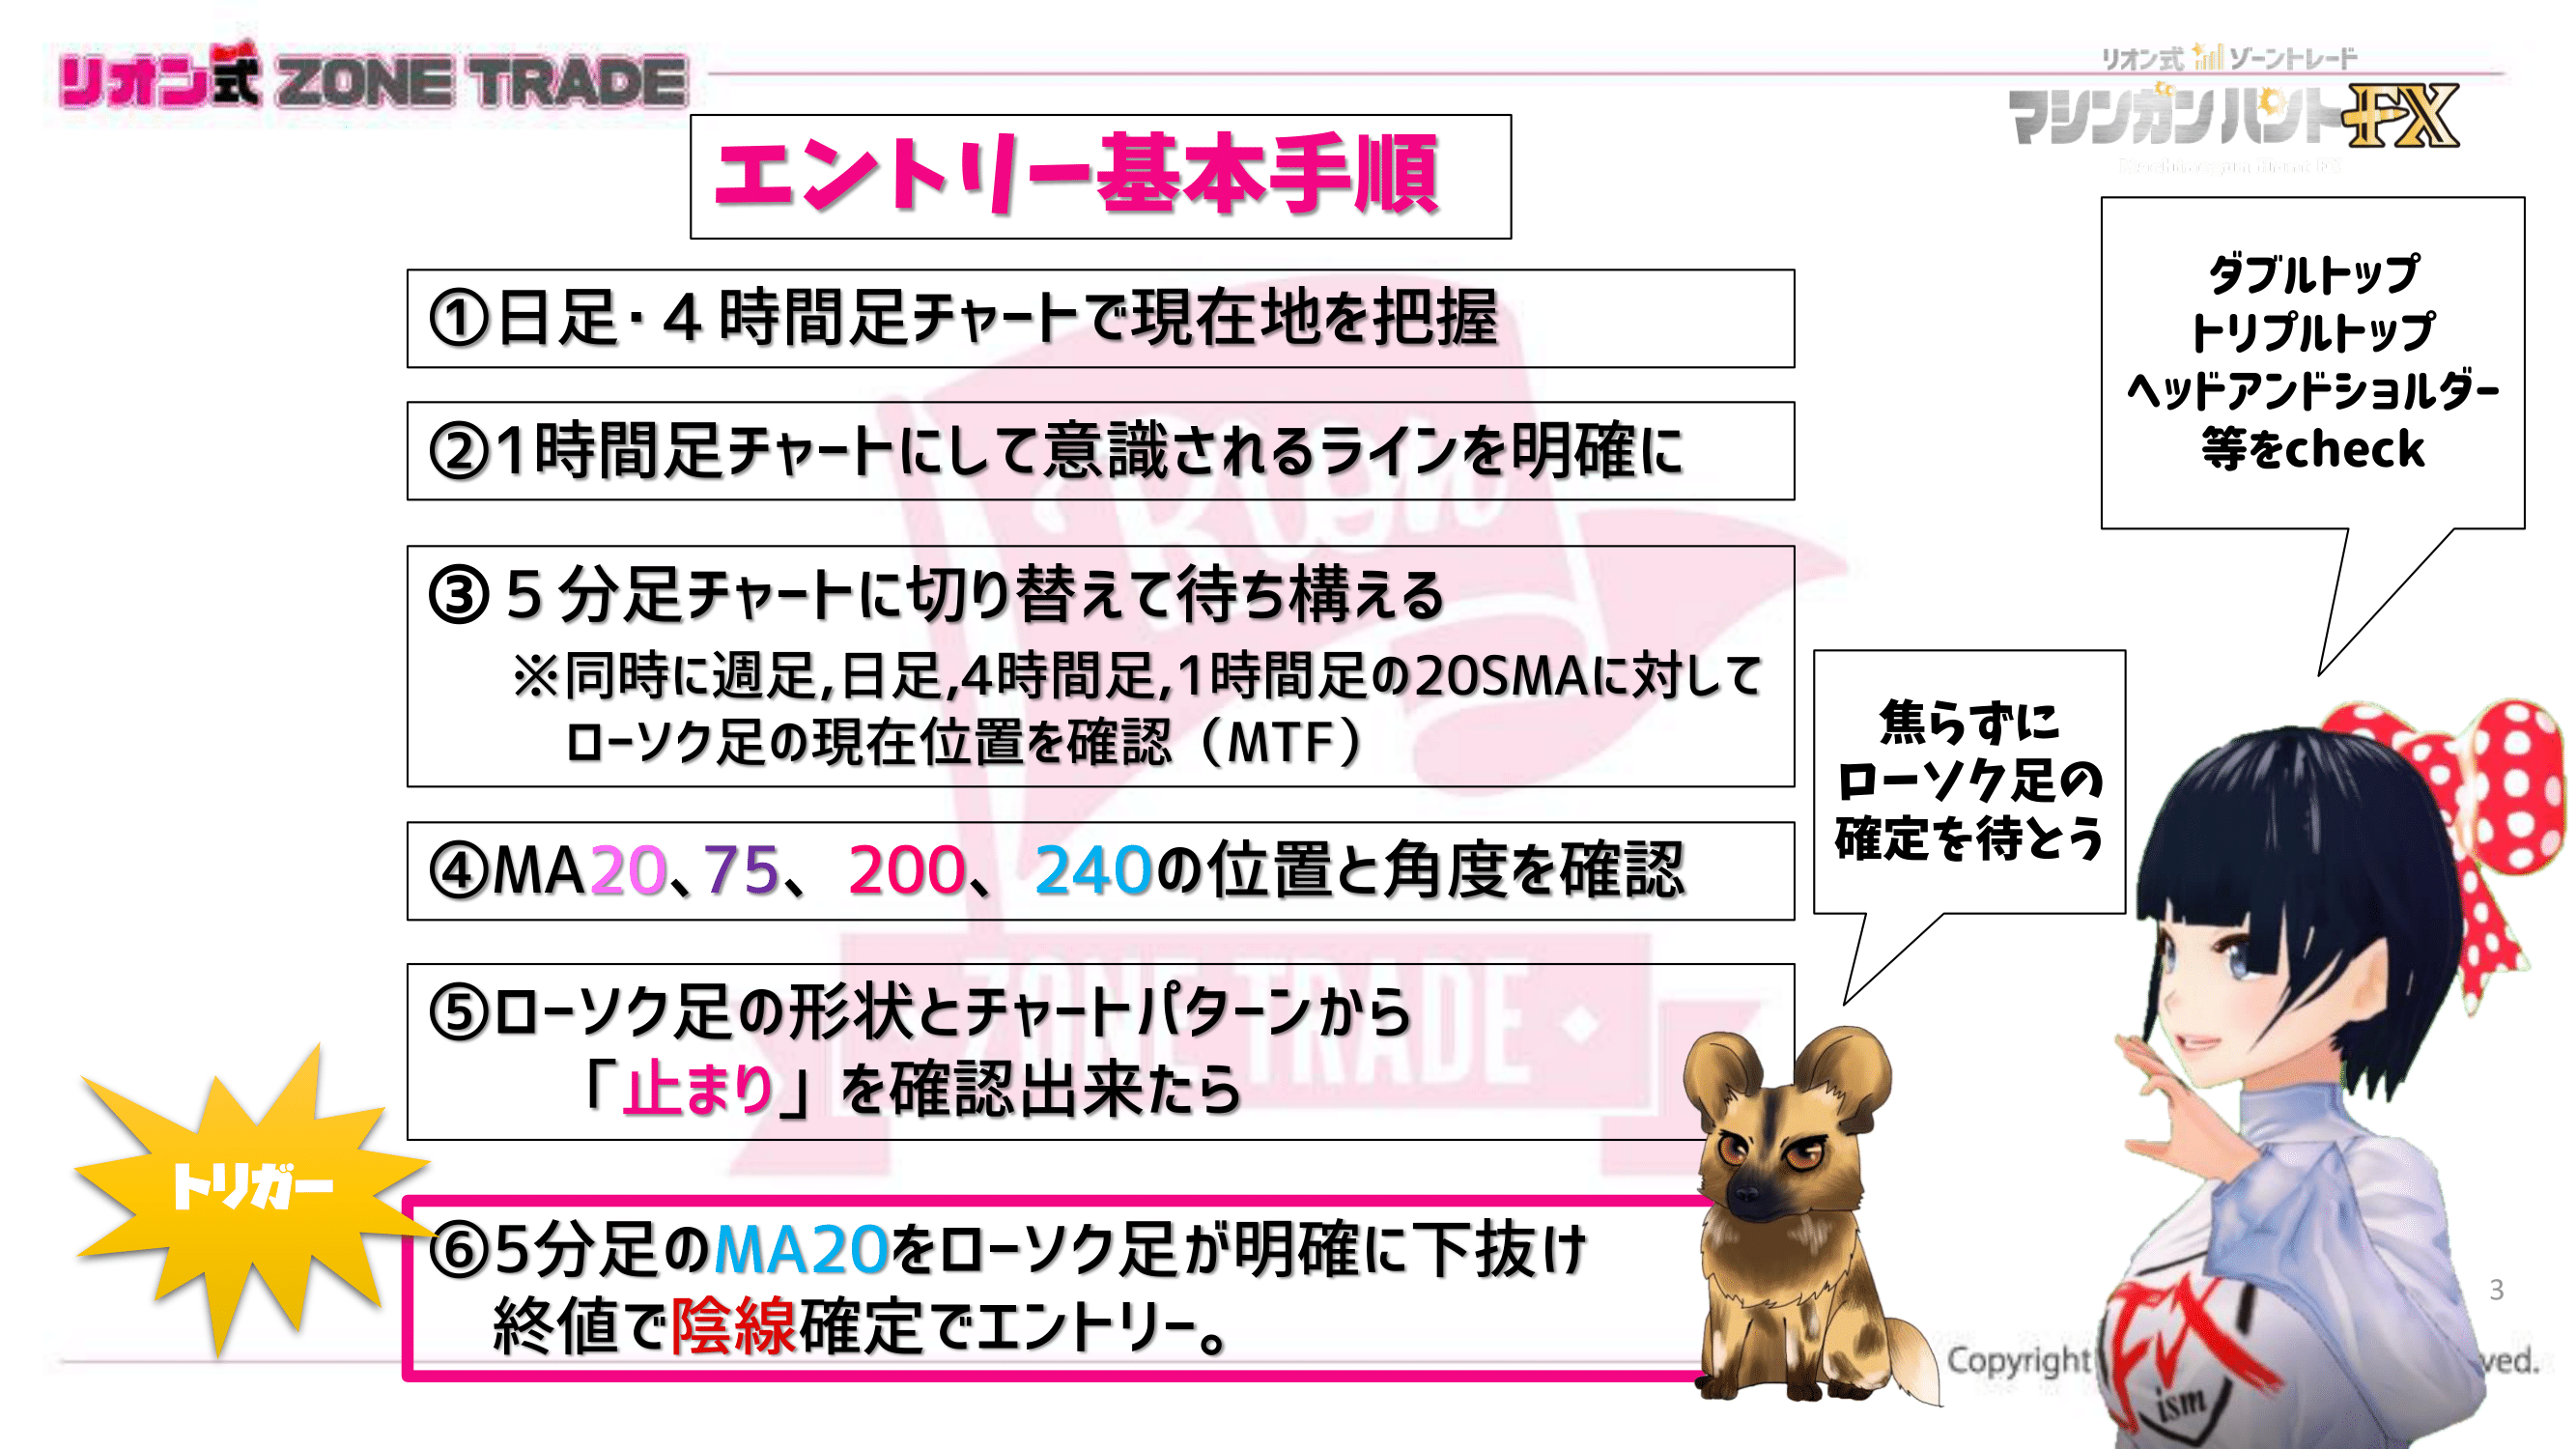 リオン式 ZONE TRADE
リオン式 ゾーントレード
マシンガンハントFX
エントリー基本手順
①日足・４時間足チャートで現在地を把握
②1時間足チャートにして意識されるラインを明確に
③５分足チャートに切り替えて待ち構える
※同時に週足,日足,4時間足,1時間足の20SMAに対して
ローソク足の現在位置を確認（MTF）
④MA20、75、200、240の位置と角度を確認
⑤ローソク足の形状とチャートパターンから
「止まり」を確認出来たら
トリガー
⑥5分足のMA20をローソク足が明確に下抜け
終値で陰線確定でエントリー。
ダブルトップ
トリプルトップ
ヘッドアンドショルダー
等をcheck
焦らずに
ローソク足の
確定を待とう
Rion
ZONE TRADE
FX
ism
3
Copyright ved.